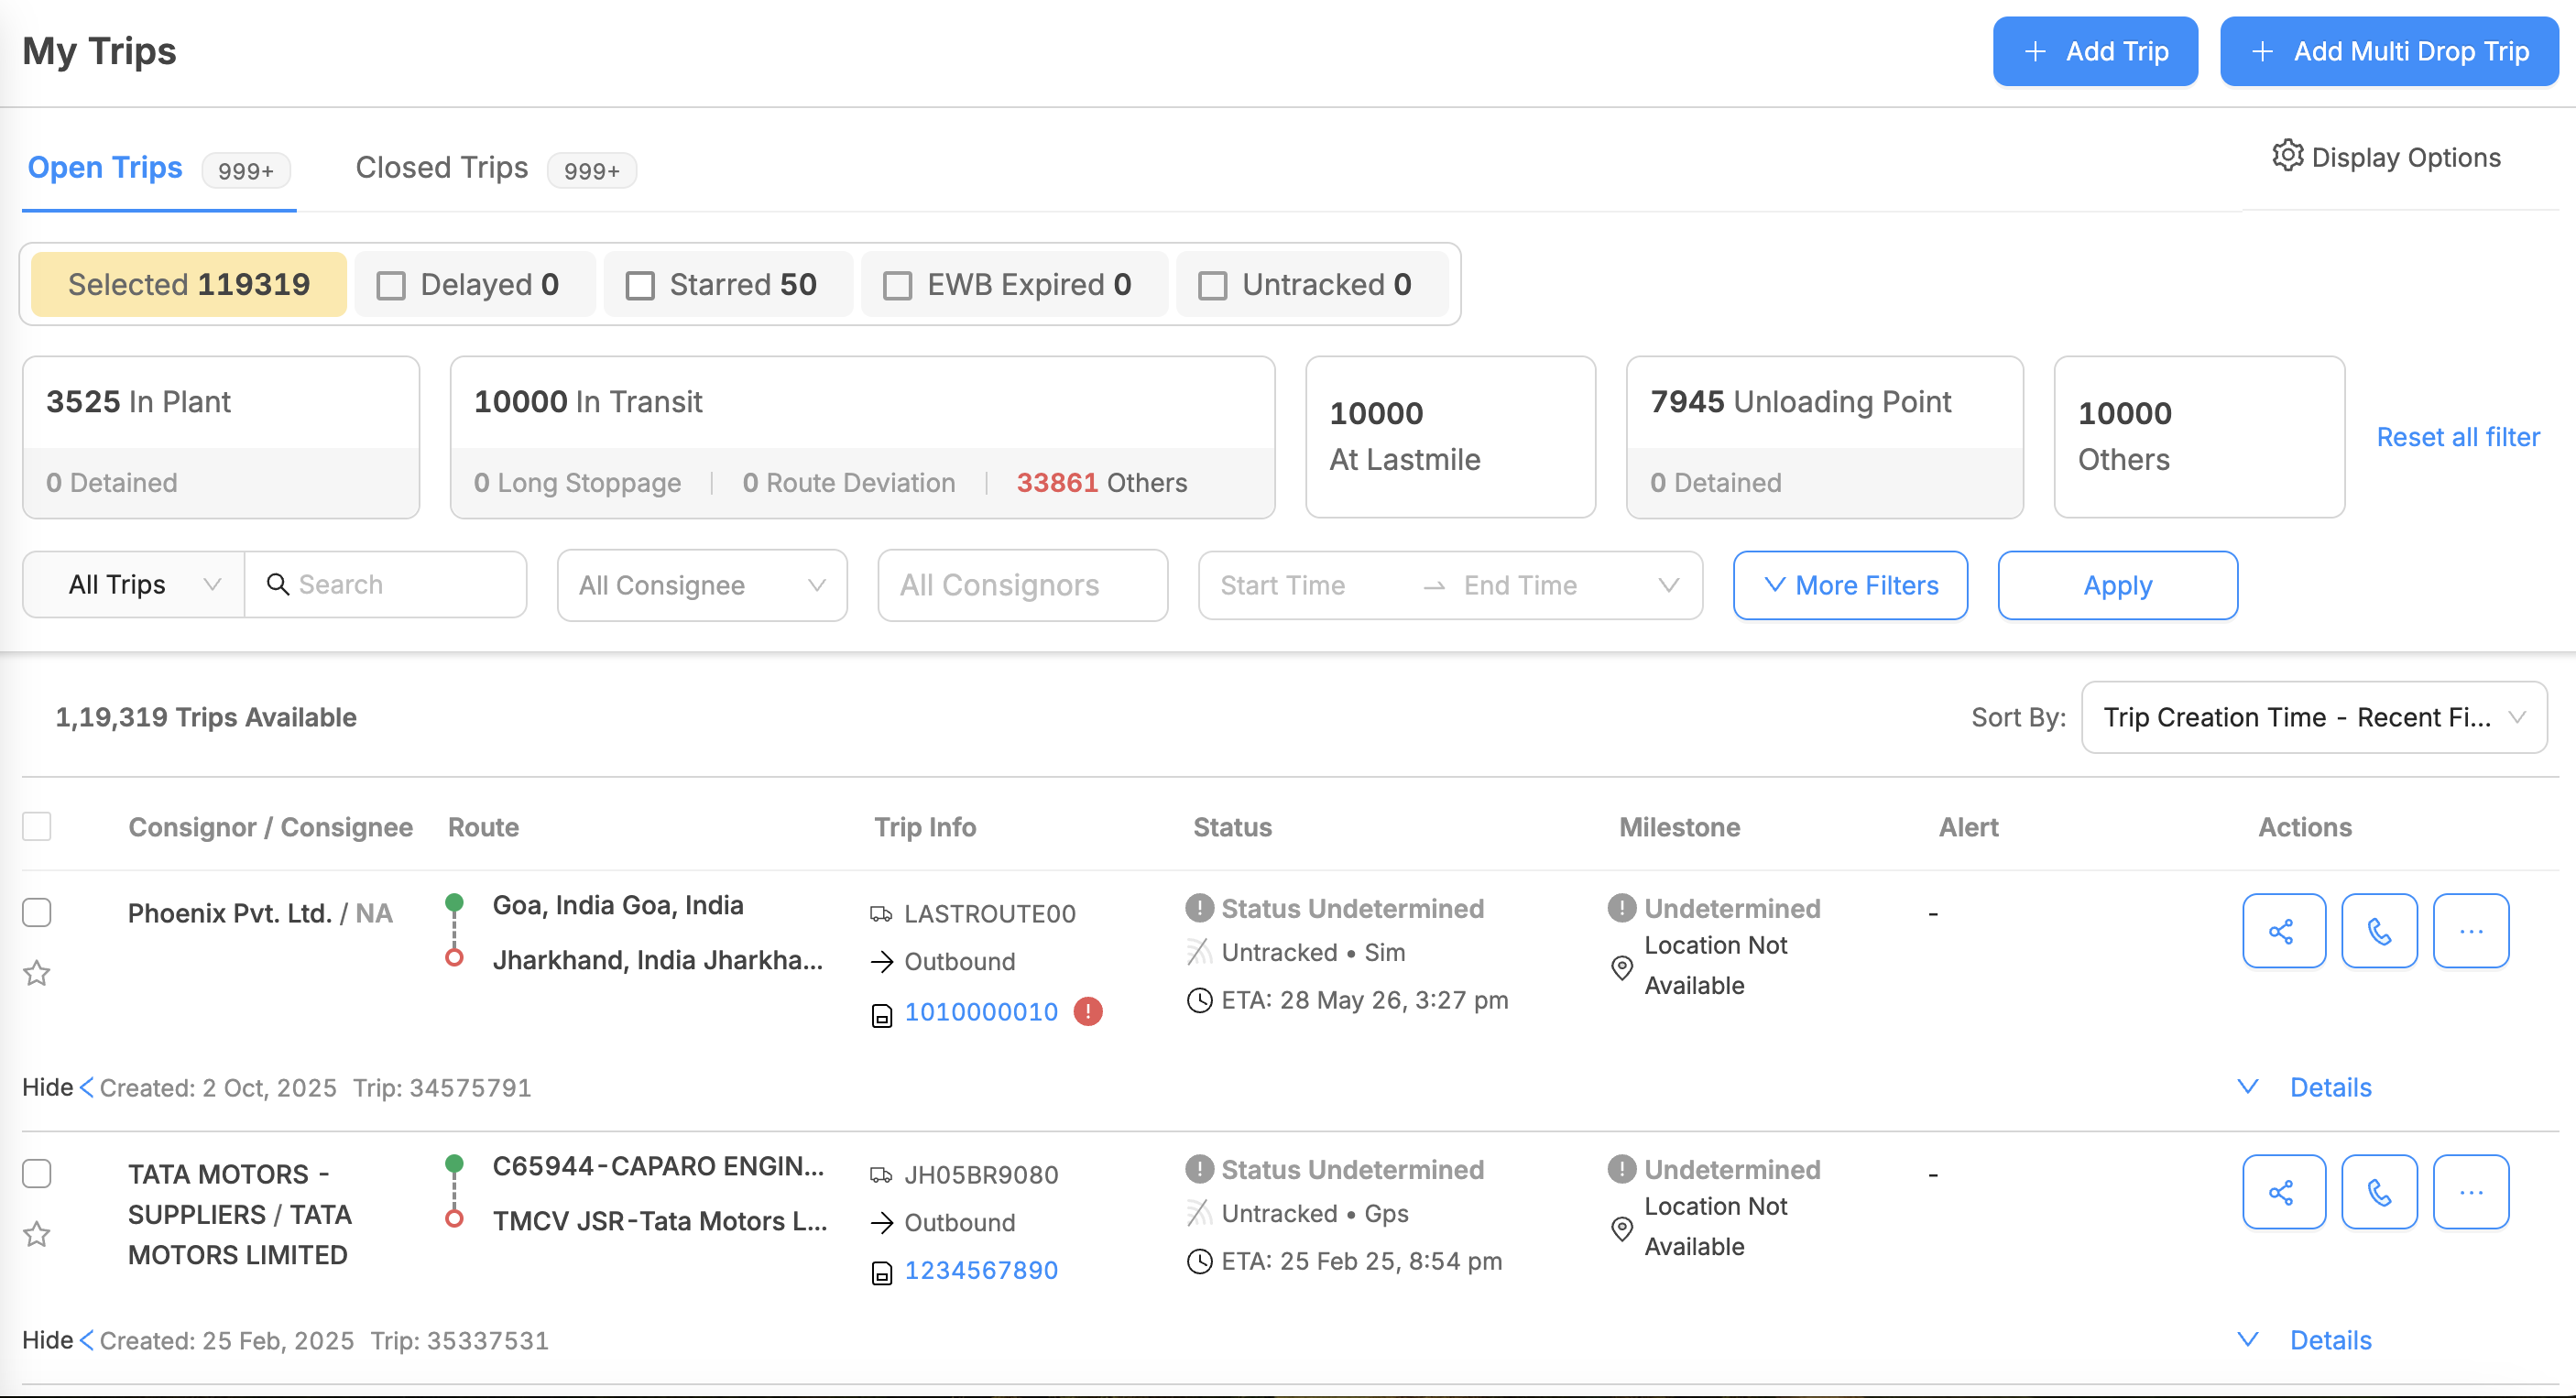 My Trips
+ Add Trip
+ Add Multi Drop Trip
Open Trips 999+
Closed Trips 999+
Display Options
Selected 119319
Delayed 0
Starred 50
EWB Expired 0
Untracked 0
3525 In Plant
0 Detained
10000 In Transit
0 Long Stoppage | 0 Route Deviation | 33861 Others
10000
At Lastmile
7945 Unloading Point
0 Detained
10000
Others
Reset all filter
All Trips
Search
All Consignee
All Consignors
Start Time → End Time
More Filters
Apply
1,19,319 Trips Available
Sort By: Trip Creation Time - Recent Fi...
Consignor / Consignee Route Trip Info Status Milestone Alert Actions
Phoenix Pvt. Ltd. / NA
Goa, India Goa, India
Jharkhand, India Jharkha...
LASTROUTE00
Outbound
1010000010
Status Undetermined
Untracked • Sim
ETA: 28 May 26, 3:27 pm
Undetermined
Location Not
Available
-
Hide < Created: 2 Oct, 2025 Trip: 34575791
Details
TATA MOTORS -
SUPPLIERS / TATA
MOTORS LIMITED
C65944-CAPARO ENGIN...
TMCV JSR-Tata Motors L...
JH05BR9080
Outbound
1234567890
Status Undetermined
Untracked • Gps
ETA: 25 Feb 25, 8:54 pm
Undetermined
Location Not
Available
-
Hide < Created: 25 Feb, 2025 Trip: 35337531
Details